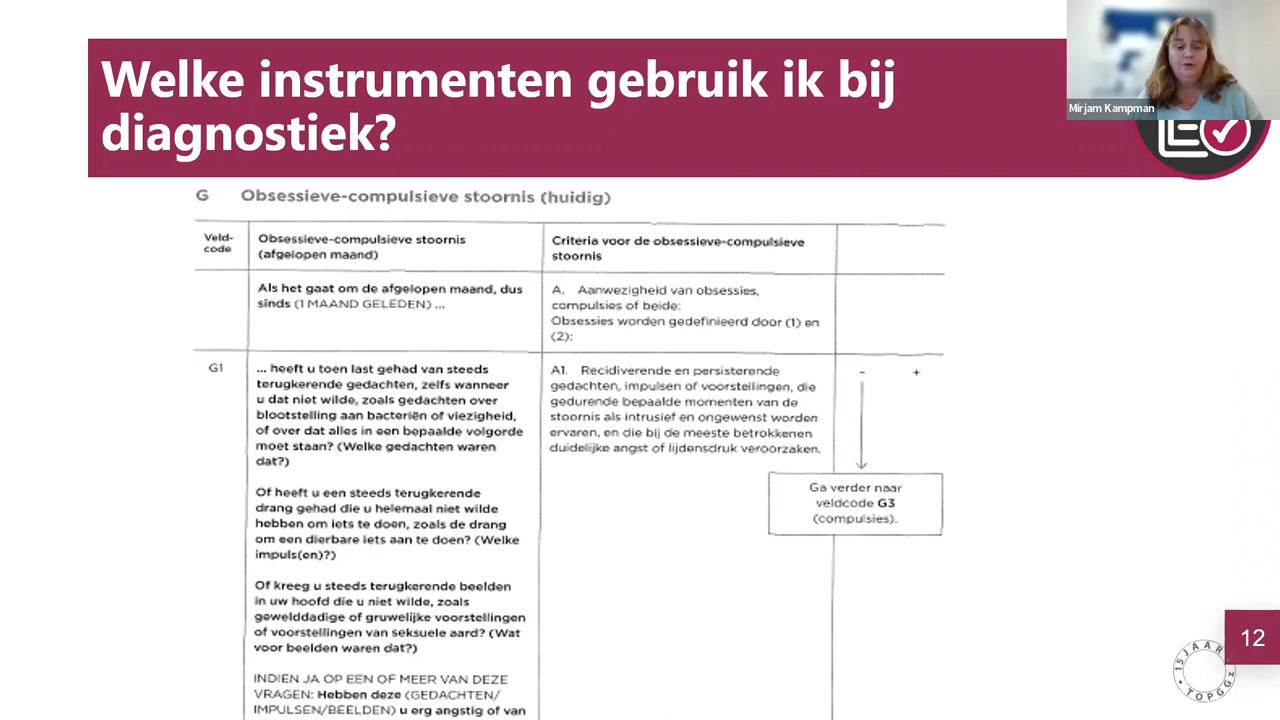 Welke instrumenten gebruik ik bij
diagnostiek?
Mirjam Kampman
G Obsessieve-compulsieve stoornis (huidig)
Veld-
code
Obsessieve-compulsieve stoornis
(afgelopen maand)
Criteria voor de obsessieve-compulsieve
stoornis
Als het gaat om de afgelopen maand, dus
sinds (1 MAAND GELEDEN) ...
A. Aanwezigheid van obsessies,
compulsies of beide:
Obsessies worden gedefinieerd door (1) en
(2):
G1
... heeft u toen last gehad van steeds
terugkerende gedachten, zelfs wanneer
u dat niet wilde, zoals gedachten over
blootstelling aan bacteriën of viezigheid,
of over dat alles in een bepaalde volgorde
moet staan? (Welke gedachten waren
dat?)
Of heeft u een steeds terugkerende
drang gehad die u helemaal niet wilde
hebben om iets te doen, zoals de drang
om een dierbare iets aan te doen? (Welke
impuls(en)?)
Of kreeg u steeds terugkerende beelden
in uw hoofd die u niet wilde, zoals
gewelddadige of gruwelijke voorstellingen
of voorstellingen van seksuele aard? (Wat
voor beelden waren dat?)
INDIEN JA OP EEN OF MEER VAN DEZE
VRAGEN: Hebben deze (GEDACHTEN/
IMPULSEN/BEELDEN) u erg angstig of van
A1. Recidiverende en persisterende
gedachten, impulsen of voorstellingen, die
gedurende bepaalde momenten van de
stoornis als intrusief en ongewenst worden
ervaren, en die bij de meeste betrokkenen
duidelijke angst of lijdensdruk veroorzaken.
- +
Ga verder naar
veldcode G3
(compulsies).
12
15 JAAR
TOPGGz